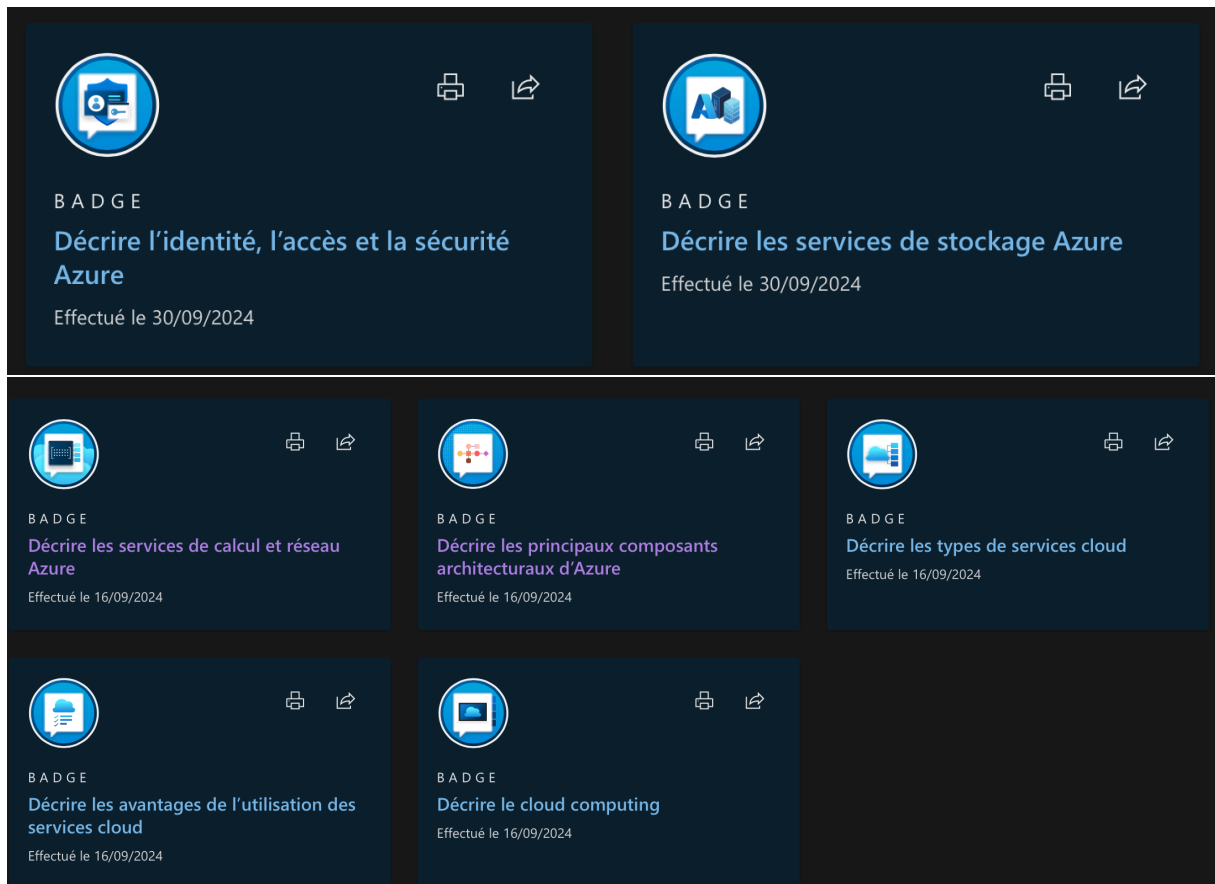 BADGE
Décrire l’identité, l’accès et la sécurité
Azure
Effectué le 30/09/2024
BADGE
Décrire les services de stockage Azure
Effectué le 30/09/2024
BADGE
Décrire les services de calcul et réseau
Azure
Effectué le 16/09/2024
BADGE
Décrire les principaux composants
architecturaux d’Azure
Effectué le 16/09/2024
BADGE
Décrire les types de services cloud
Effectué le 16/09/2024
BADGE
Décrire les avantages de l’utilisation des
services cloud
Effectué le 16/09/2024
BADGE
Décrire le cloud computing
Effectué le 16/09/2024